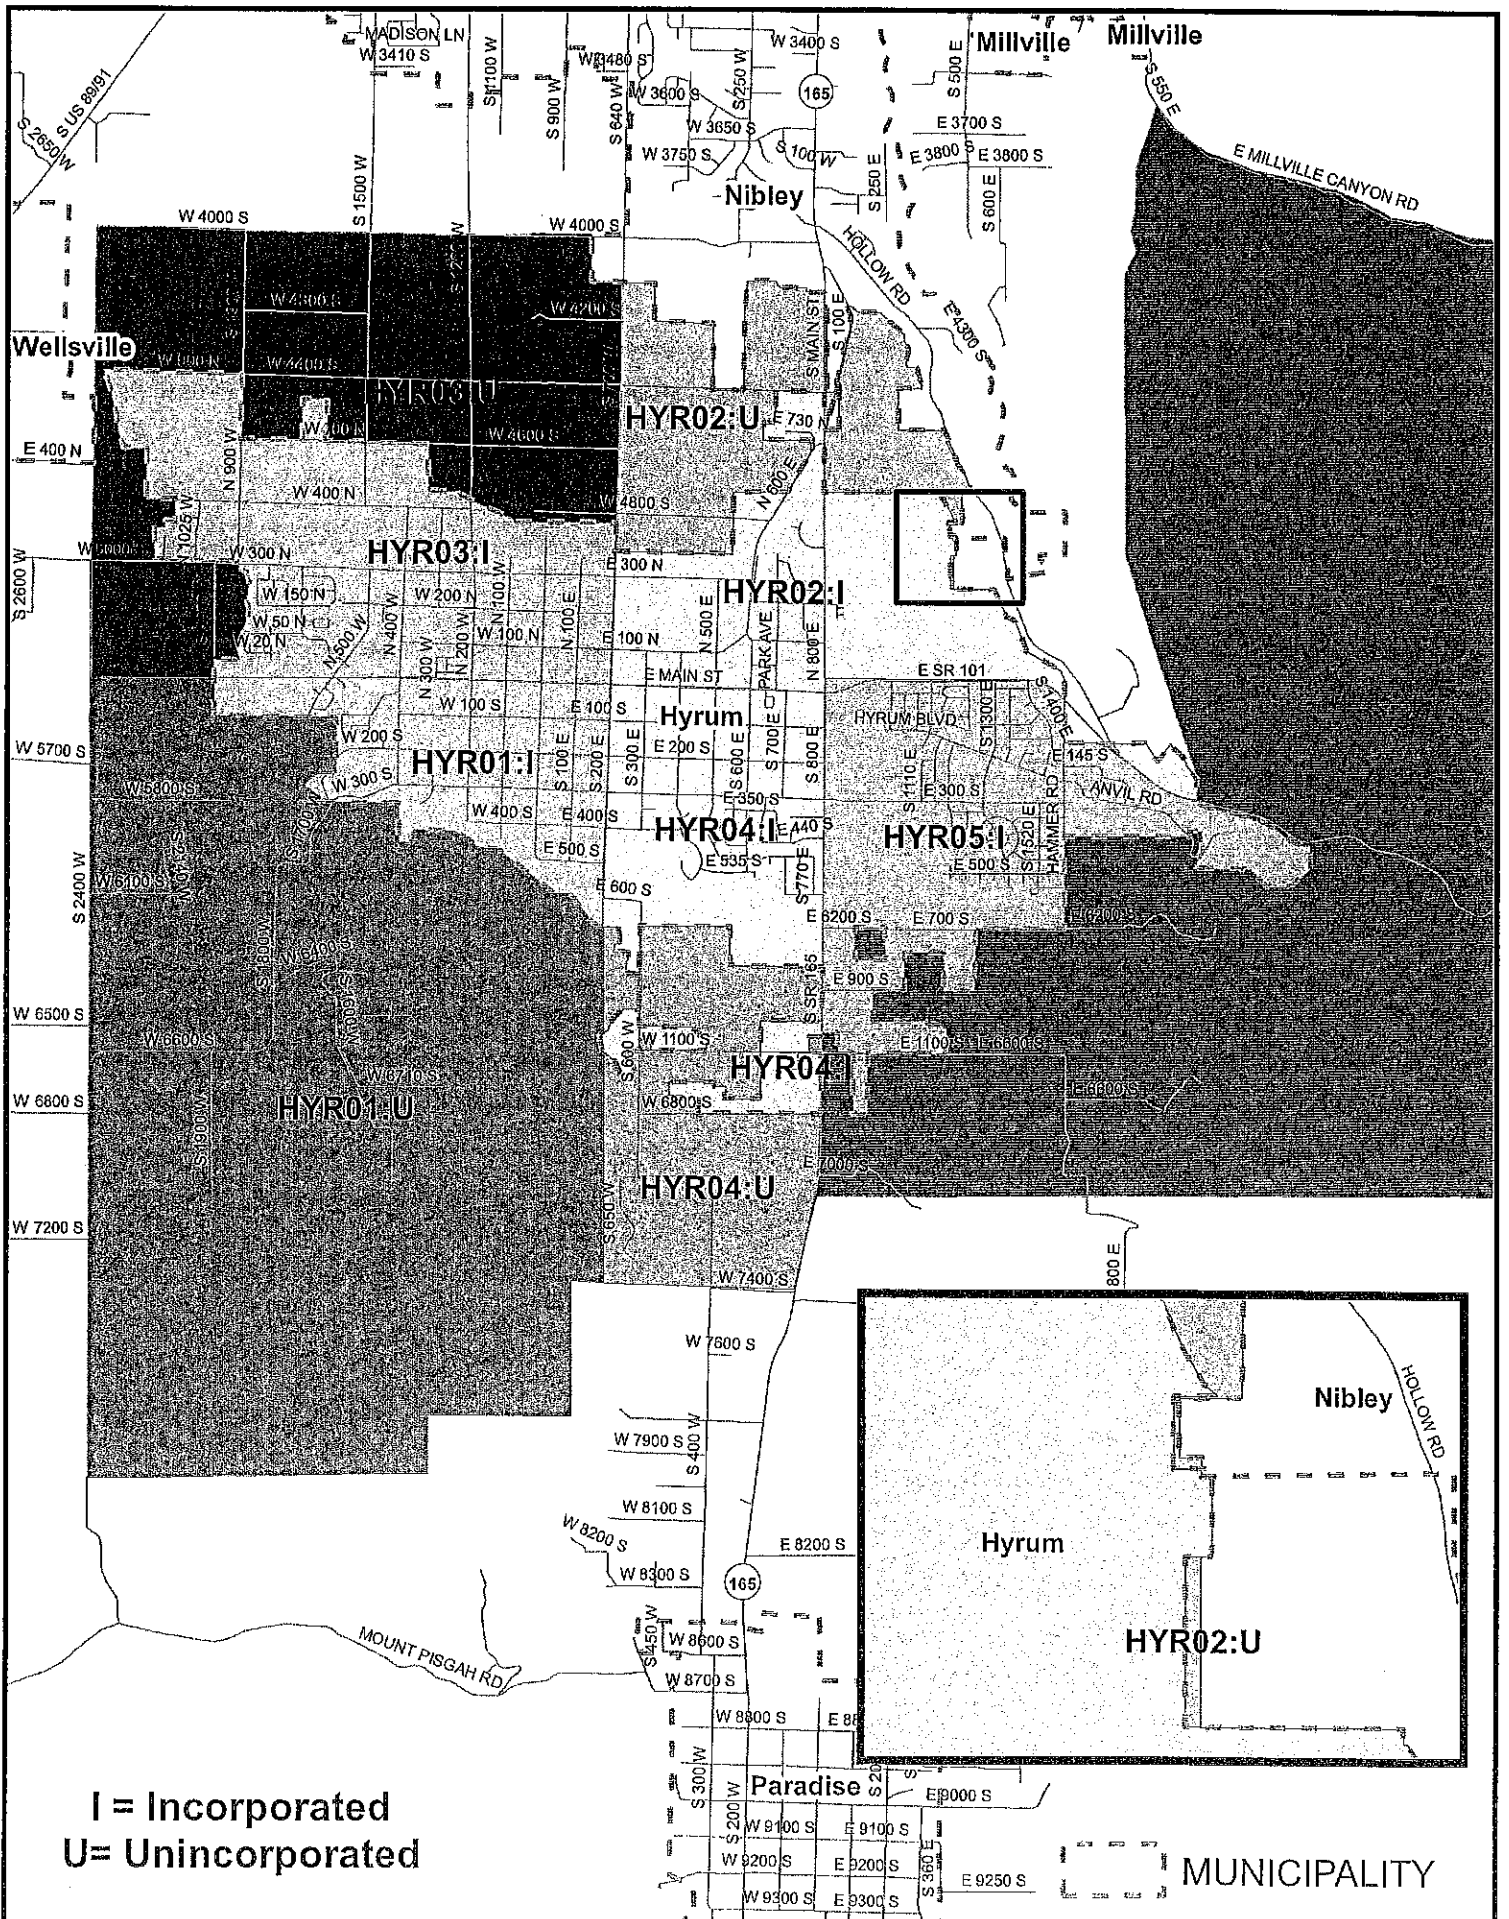 MADISON LN
W 3410 S
S 1100 W
S 900 W
W 3480 S
S 640 W
W 3600 S
S 250 W
W 3400 S
165
Millville
Millville
S 500 E
S 550 E
S US 89/91
S 2650 W
S 1500 W
W 3650 S
W 3750 S
S 100 W
S 250 E
E 3700 S
E 3800 S
E 3800 S
S 600 E
E MILLVILLE CANYON RD
Nibley
W 4000 S
W 4000 S
HOLLOW RD
E 4300 S
W 4300 S
W 4200 S
S MAIN ST
S 100 E
Wellsville
W 4400 S
HYR03:U
HYR02:U
E 730 N
W 4600 S
E 400 N
N 900 W
W 400 N
W 4800 S
N 600 E
N 1025 W
S 2600 W
W 300 N
HYR03:I
E 300 N
HYR02:I
W 150 N
W 200 N
N 100 W
W 50 N
W 20 N
N 500 W
N 400 W
N 300 W
N 200 W
W 100 N
N 100 E
E 100 N
N 500 E
PARK AVE
N 800 E
E MAIN ST
E SR 101
S 1400 E
W 100 S
E 100 S
Hyrum
HYRUM BLVD
S 1300 E
W 5700 S
W 200 S
HYR01:I
E 200 S
S 100 E
S 200 E
S 300 E
S 600 E
S 700 E
S 800 E
S 1110 E
E 145 S
W 5800 S
W 300 S
E 350 S
E 300 S
HAMMER RD
ANVIL RD
W 400 S
E 400 S
HYR04:I
E 440 S
HYR05:I
S 1520 E
E 500 S
E 535 S
E 500 S
S 770 E
S 2400 W
W 6100 S
E 600 S
E 6200 S
E 700 S
E 6200 S
S 1800 W
W 6400 S
SR 165
E 900 S
W 6500 S
W 6600 S
S 600 W
W 1100 S
E 1100 S
E 6600 S
HYR04:I
W 6710 S
HYR01:U
W 6800 S
W 6800 S
E 6600 S
S 1900 W
E 7000 S
HYR04:U
S 650 W
W 7200 S
W 7400 S
800 E
W 7600 S
W 7900 S
S 400 W
W 8100 S
W 8200 S
E 8200 S
W 8300 S
165
Nibley
HOLLOW RD
Hyrum
HYR02:U
S 450 W
W 8600 S
MOUNT PISGAH RD
W 8700 S
W 8800 S
E 88
S 300 W
Paradise
S 20
S
S 200 W
E 9000 S
W 9100 S
E 9100 S
W 9200 S
E 9200 S
S 360 E
E 9250 S
W 9300 S
E 9300 S
I = Incorporated
U= Unincorporated
MUNICIPALITY